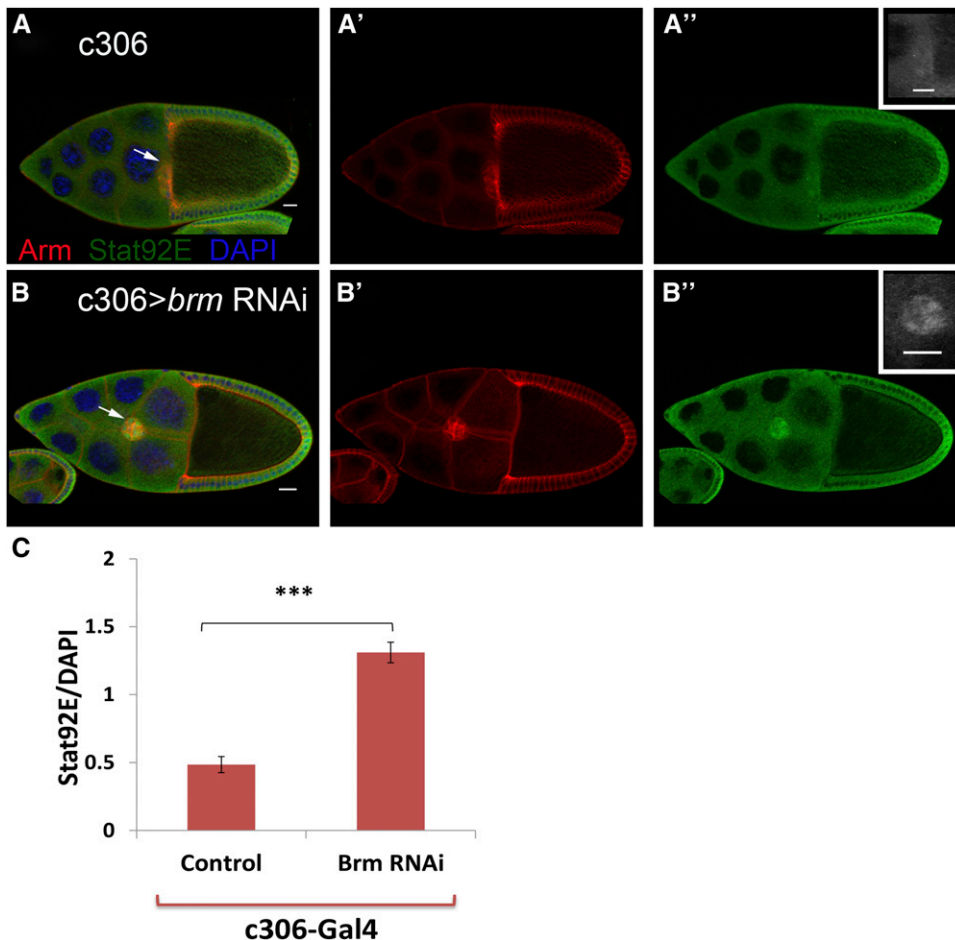 A
c306
Arm Stat92E DAPI
A'
A''
B
c306>brm RNAi
B'
B''
C
***
Stat92E/DAPI
2
1.5
1
0.5
0
Control
Brm RNAi
c306-Gal4